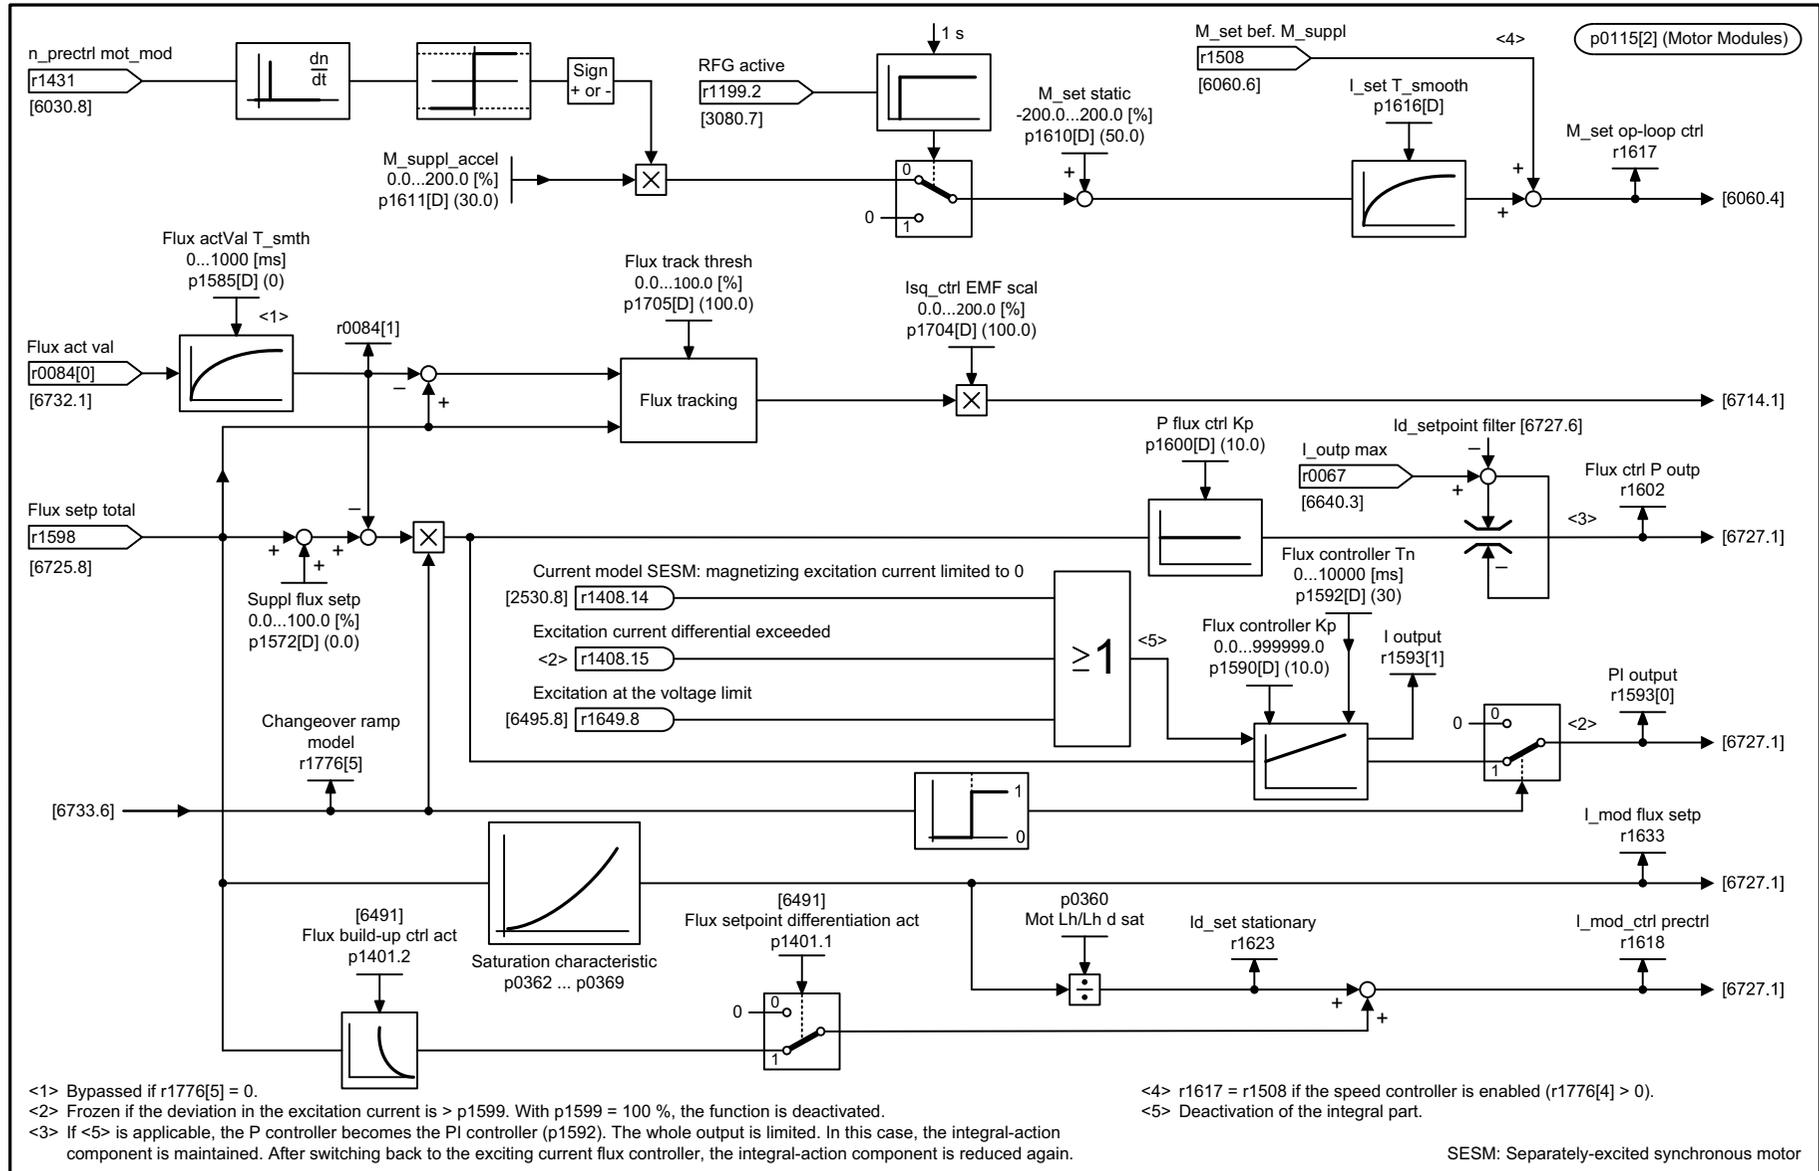 n_prectrl mot_mod
r1431
[6030.8]
dn
dt
Sign
+ or -
M_suppl_accel
0.0...200.0 [%]
p1611[D] (30.0)
RFG active
r1199.2
[3080.7]
1 s
0
0
1
M_set static
-200.0...200.0 [%]
p1610[D] (50.0)
+
M_set bef. M_suppl
r1508
[6060.6]
<4>
I_set T_smooth
p1616[D]
+
+
p0115[2] (Motor Modules)
M_set op-loop ctrl
r1617
[6060.4]
Flux actVal T_smth
0...1000 [ms]
p1585[D] (0)
<1>
Flux act val
r0084[0]
[6732.1]
r0084[1]
–
+
Flux track thresh
0.0...100.0 [%]
p1705[D] (100.0)
Flux tracking
Isq_ctrl EMF scal
0.0...200.0 [%]
p1704[D] (100.0)
[6714.1]
Flux setp total
r1598
[6725.8]
+
+
Suppl flux setp
0.0...100.0 [%]
p1572[D] (0.0)
–
+
P flux ctrl Kp
p1600[D] (10.0)
Id_setpoint filter [6727.6]
–
I_outp max
r0067
[6640.3]
+
–
<3>
Flux ctrl P outp
r1602
[6727.1]
Current model SESM: magnetizing excitation current limited to 0
[2530.8] r1408.14
Excitation current differential exceeded
<2> r1408.15
Excitation at the voltage limit
[6495.8] r1649.8
≥1
<5>
Flux controller Tn
0...10000 [ms]
p1592[D] (30)
Flux controller Kp
0.0...999999.0
p1590[D] (10.0)
I output
r1593[1]
0
0
1
<2>
PI output
r1593[0]
[6727.1]
Changeover ramp
model
r1776[5]
[6733.6]
1
0
Saturation characteristic
p0362 ... p0369
I_mod flux setp
r1633
[6727.1]
[6491]
Flux build-up ctrl act
p1401.2
[6491]
Flux setpoint differentiation act
p1401.1
0
0
1
p0360
Mot Lh/Lh d sat
÷
Id_set stationary
r1623
+
+
I_mod_ctrl prectrl
r1618
[6727.1]
<1> Bypassed if r1776[5] = 0.
<2> Frozen if the deviation in the excitation current is > p1599. With p1599 = 100 %, the function is deactivated.
<3> If <5> is applicable, the P controller becomes the PI controller (p1592). The whole output is limited. In this case, the integral-action
component is maintained. After switching back to the exciting current flux controller, the integral-action component is reduced again.
<4> r1617 = r1508 if the speed controller is enabled (r1776[4] > 0).
<5> Deactivation of the integral part.
SESM: Separately-excited synchronous motor